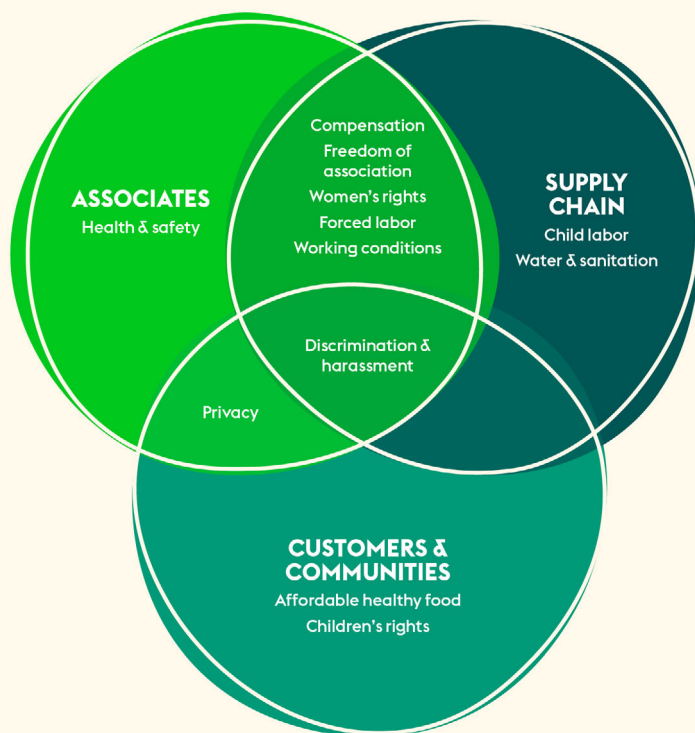 Compensation
Freedom of
association
Women's rights
Forced labor
Working conditions
ASSOCIATES
Health & safety
SUPPLY
CHAIN
Child labor
Water & sanitation
Discrimination &
harassment
Privacy
CUSTOMERS &
COMMUNITIES
Affordable healthy food
Children's rights